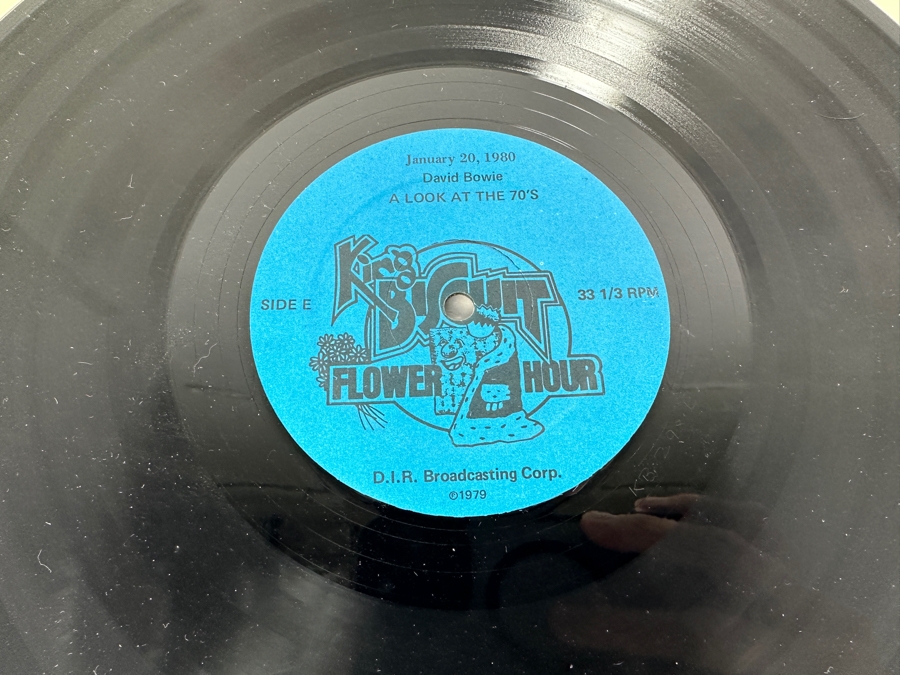 January 20, 1980
David Bowie
A LOOK AT THE 70'S
King
BISCUIT
SIDE E
33 1/3 RPM
FLOWER HOUR
D.I.R. Broadcasting Corp.
©1979